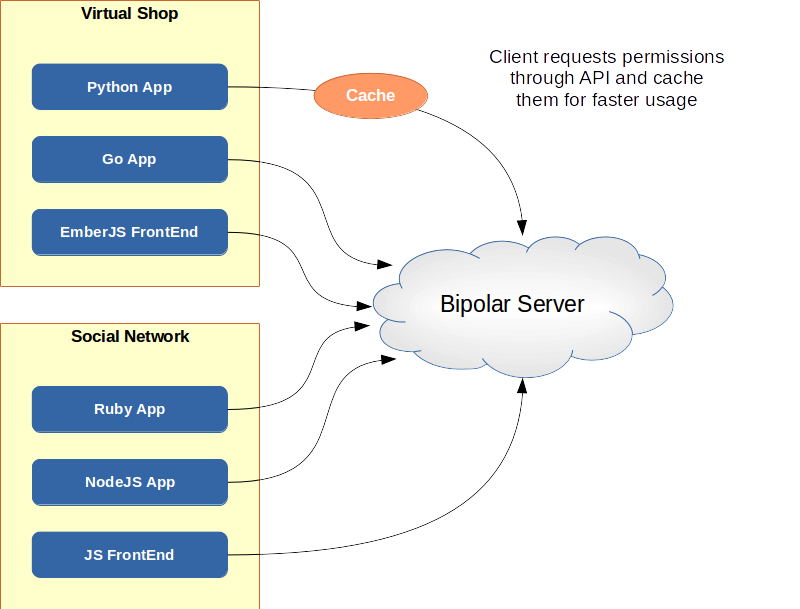 Virtual Shop
Python App
Go App
EmberJS FrontEnd
Cache
Client requests permissions
through API and cache
them for faster usage
Bipolar Server
Social Network
Ruby App
NodeJS App
JS FrontEnd